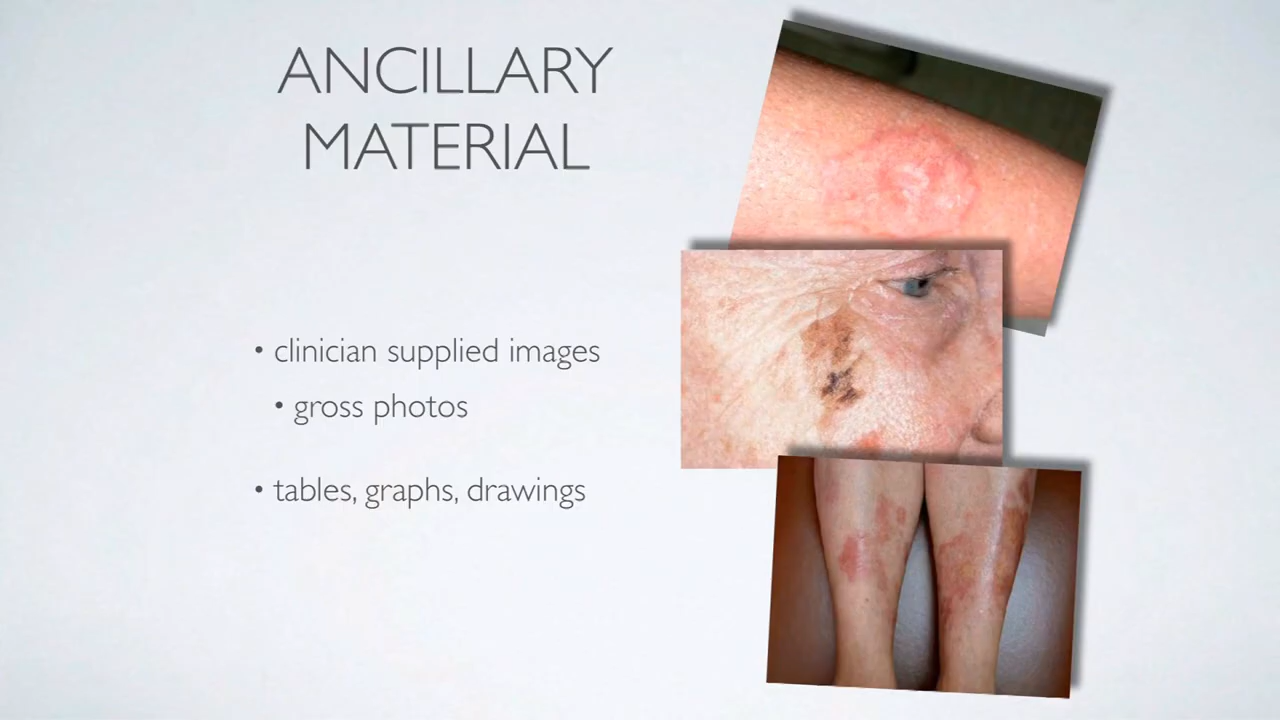 ANCILLARY
MATERIAL
• clinician supplied images
• gross photos
• tables, graphs, drawings